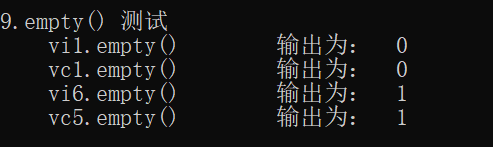 9.empty() 测试
vi1.empty() 输出为: 0
vc1.empty() 输出为: 0
vi6.empty() 输出为: 1
vc5.empty() 输出为: 1